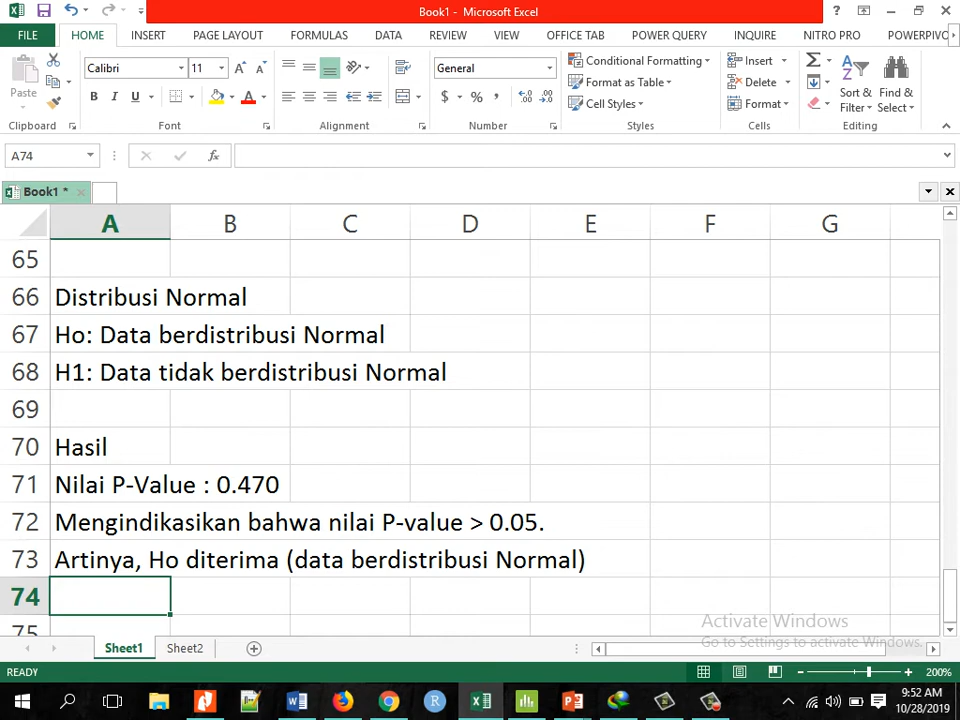 Book1 - Microsoft Excel
?
FILE HOME INSERT PAGE LAYOUT FORMULAS DATA REVIEW VIEW OFFICE TAB POWER QUERY INQUIRE NITRO PRO POWERPIVO
Paste
Calibri 11
B I U
A
General
$ % ,
Conditional Formatting
Format as Table
Cell Styles
Insert
Delete
Format
Sort & Filter
Find & Select
Clipboard Font Alignment Number Styles Cells Editing
A74 fx
Book1 *
A B C D E F G
65
66 Distribusi Normal
67 Ho: Data berdistribusi Normal
68 H1: Data tidak berdistribusi Normal
69
70 Hasil
71 Nilai P-Value : 0.470
72 Mengindikasikan bahwa nilai P-value > 0.05.
73 Artinya, Ho diterima (data berdistribusi Normal)
74
75
Activate Windows
Go to Settings to activate Windows.
Sheet1 Sheet2
READY 200%
9:52 AM
10/28/2019